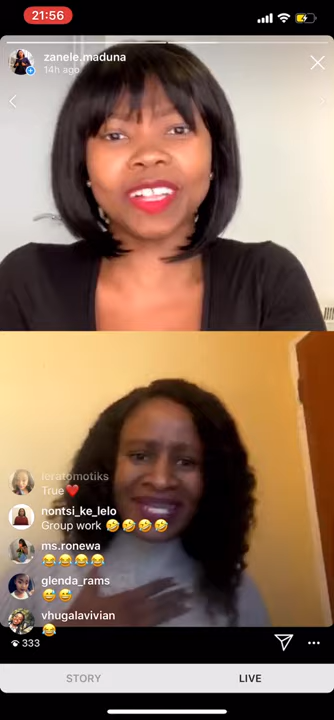 21:56
zanele.maduna
14h ago
leratomotiks
True ❤️
nontsi_ke_lelo
Group work 🤣🤣🤣🤣
ms.ronewa
😂😂😂😂
glenda_rams
😅😅
vhugalavivian
😂
333
STORY
LIVE